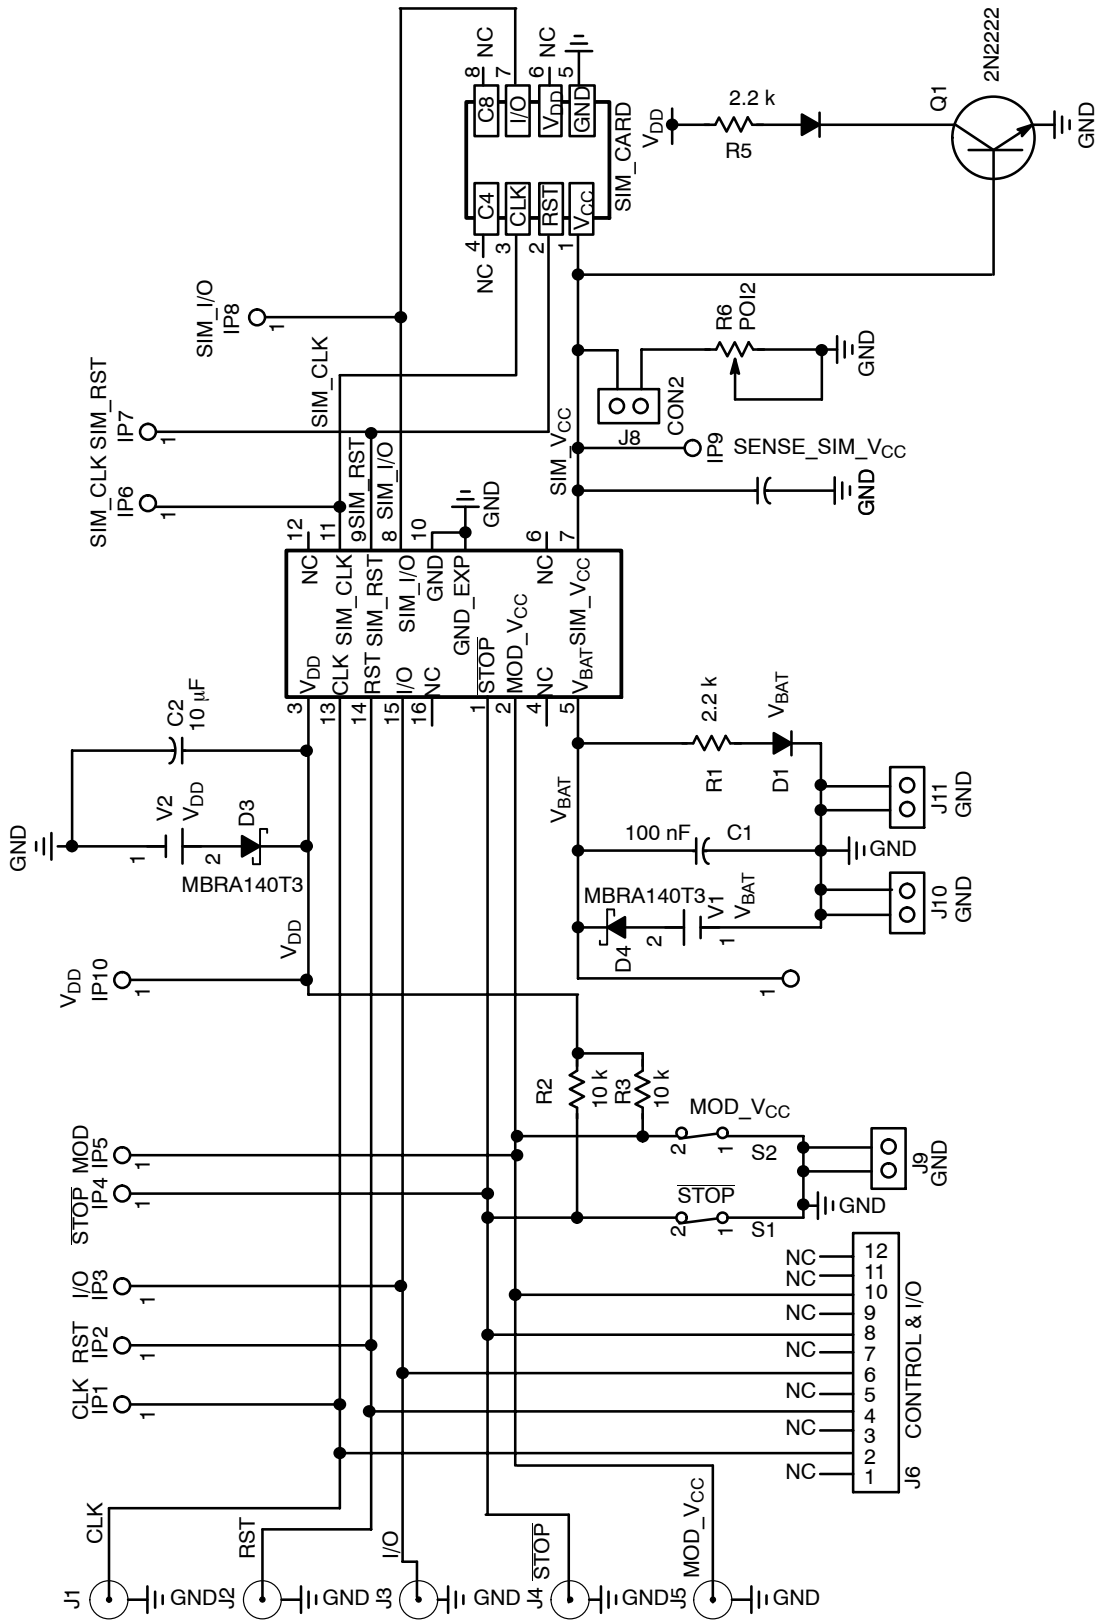 J1
CLK
GND
J2
RST
GND
J3
I/O
GND
J4
STOP
GND
J5
MOD_VCC
GND
CLK
IP1
1
RST
IP2
1
I/O
IP3
1
STOP
IP4
1
MOD
IP5
1
VDD
IP10
1
NC
NC
NC
NC
NC
NC
NC
1
2
3
4
5
6
7
8
9
10
11
12
J6
CONTROL & I/O
STOP
2
1
S1
MOD_VCC
2
1
S2
GND
J9
GND
R2
10 k
R3
10 k
GND
1
V2
VDD
2
D3
MBRA140T3
C2
10 µF
VDD
VBAT
1
MBRA140T3
D4
2
V1
1
VBAT
100 nF
C1
GND
J10
GND
J11
GND
2.2 k
R1
D1
VBAT
3
VDD
13
CLK
14
RST
15
I/O
16
NC
1
STOP
2
MOD_VCC
4
NC
5
VBAT
NC
12
SIM_CLK
11
SIM_RST
9
SIM_I/O
8
GND
10
GND_EXP
NC
6
SIM_VCC
7
GND
SIM_CLK
IP6
1
SIM_RST
IP7
1
SIM_I/O
IP8
1
SIM_CLK
SIM_RST
SIM_I/O
SIM_VCC
GND
IP9
SENSE_SIM_VCC
J8
CON2
R6
POI2
GND
NC
4
C4
3
CLK
2
RST
1
VCC
C8
8
NC
I/O
7
VDD
6
NC
GND
5
SIM_CARD
VDD
2.2 k
R5
Q1
2N2222
GND